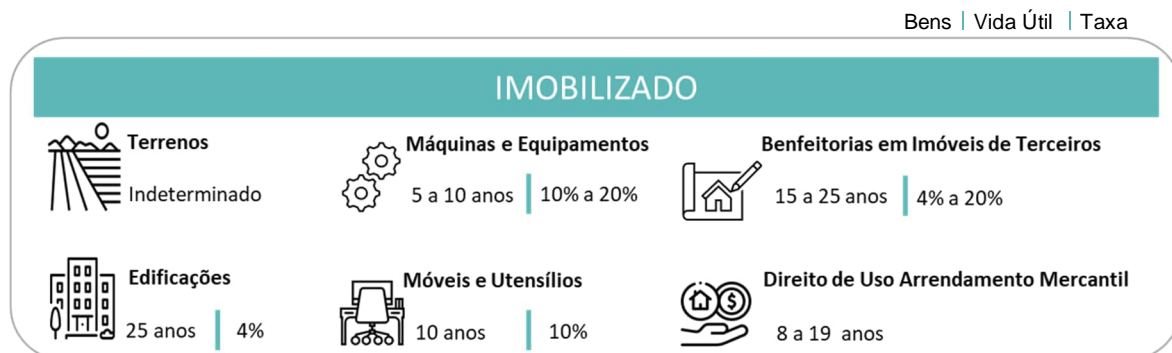 Bens | Vida Útil | Taxa
IMOBILIZADO
Terrenos
Indeterminado
Máquinas e Equipamentos
5 a 10 anos | 10% a 20%
Benfeitorias em Imóveis de Terceiros
15 a 25 anos | 4% a 20%
Edificações
25 anos | 4%
Móveis e Utensílios
10 anos | 10%
Direito de Uso Arrendamento Mercantil
8 a 19 anos